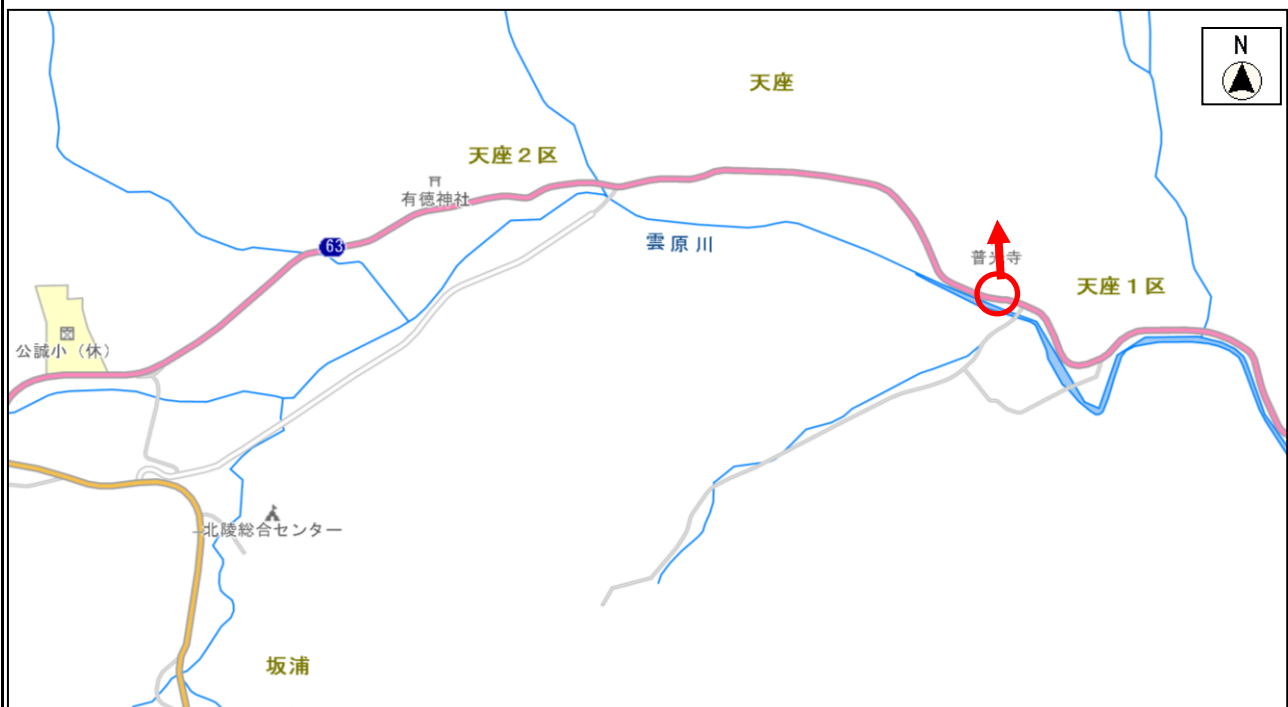 N
天座
天座2区
有徳神社
雲原川
63
普光寺
天座1区
公誠小(休)
北陵総合センター
坂浦